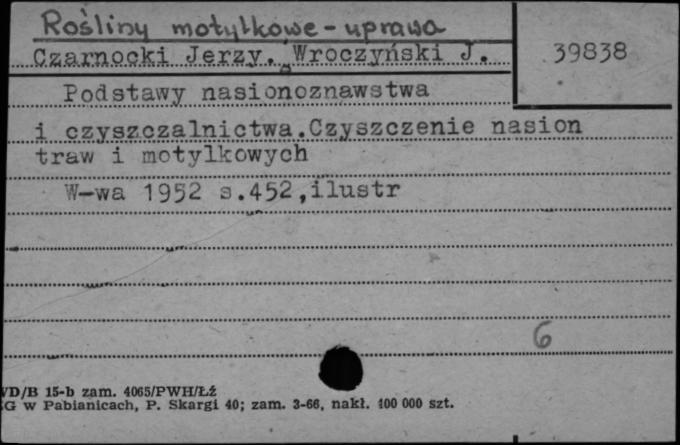 Rośliny motylkowe - uprawa
Czarnocki Jerzy. Wroczyński J.
39838
Podstawy nasionoznawstwa
i czyszczalnictwa.Czyszczenie nasion
traw i motylkowych
W-wa 1952 s.452,ilustr
6
/B 15-b zam. 4065/PWH/Łź
G w Pabianicach, P. Skargi 40; zam. 3-66, nakł. 100 000 szt.